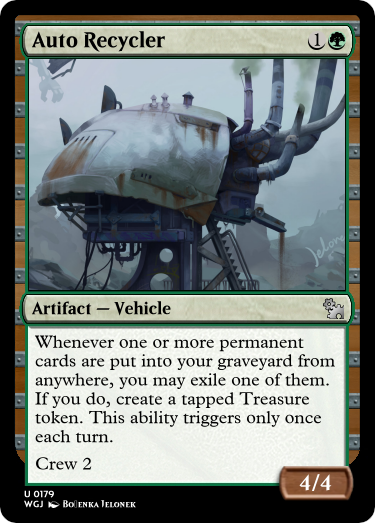 Auto Recycler 1
Artifact — Vehicle
Whenever one or more permanent
cards are put into your graveyard from
anywhere, you may exile one of them.
If you do, create a tapped Treasure
token. This ability triggers only once
each turn.
Crew 2
4/4
U 0179
WGJ Bo▯enka Jelonek